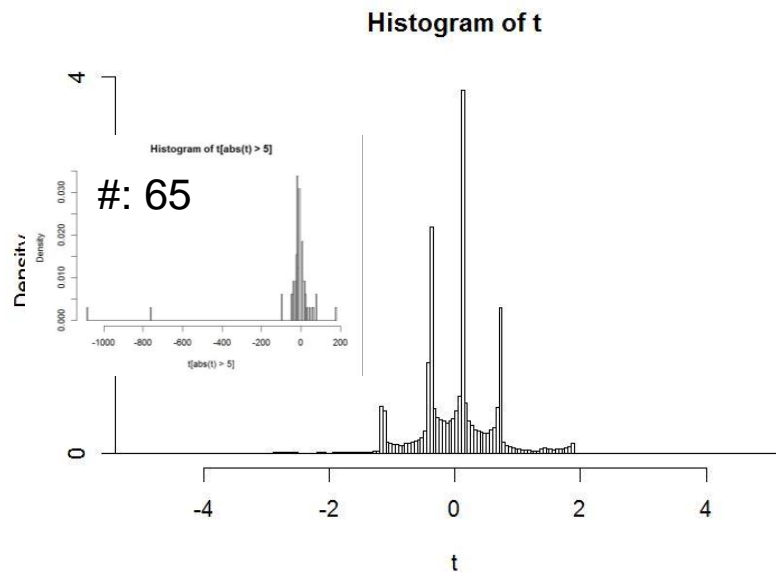 Histogram of t
4
Histogram of t[abs(t) > 5]
#: 65
Density
Density
0.030
0.020
0.010
0.000
-1000 -800 -600 -400 -200 0 200
t[abs(t) > 5]
0
-4 -2 0 2 4
t